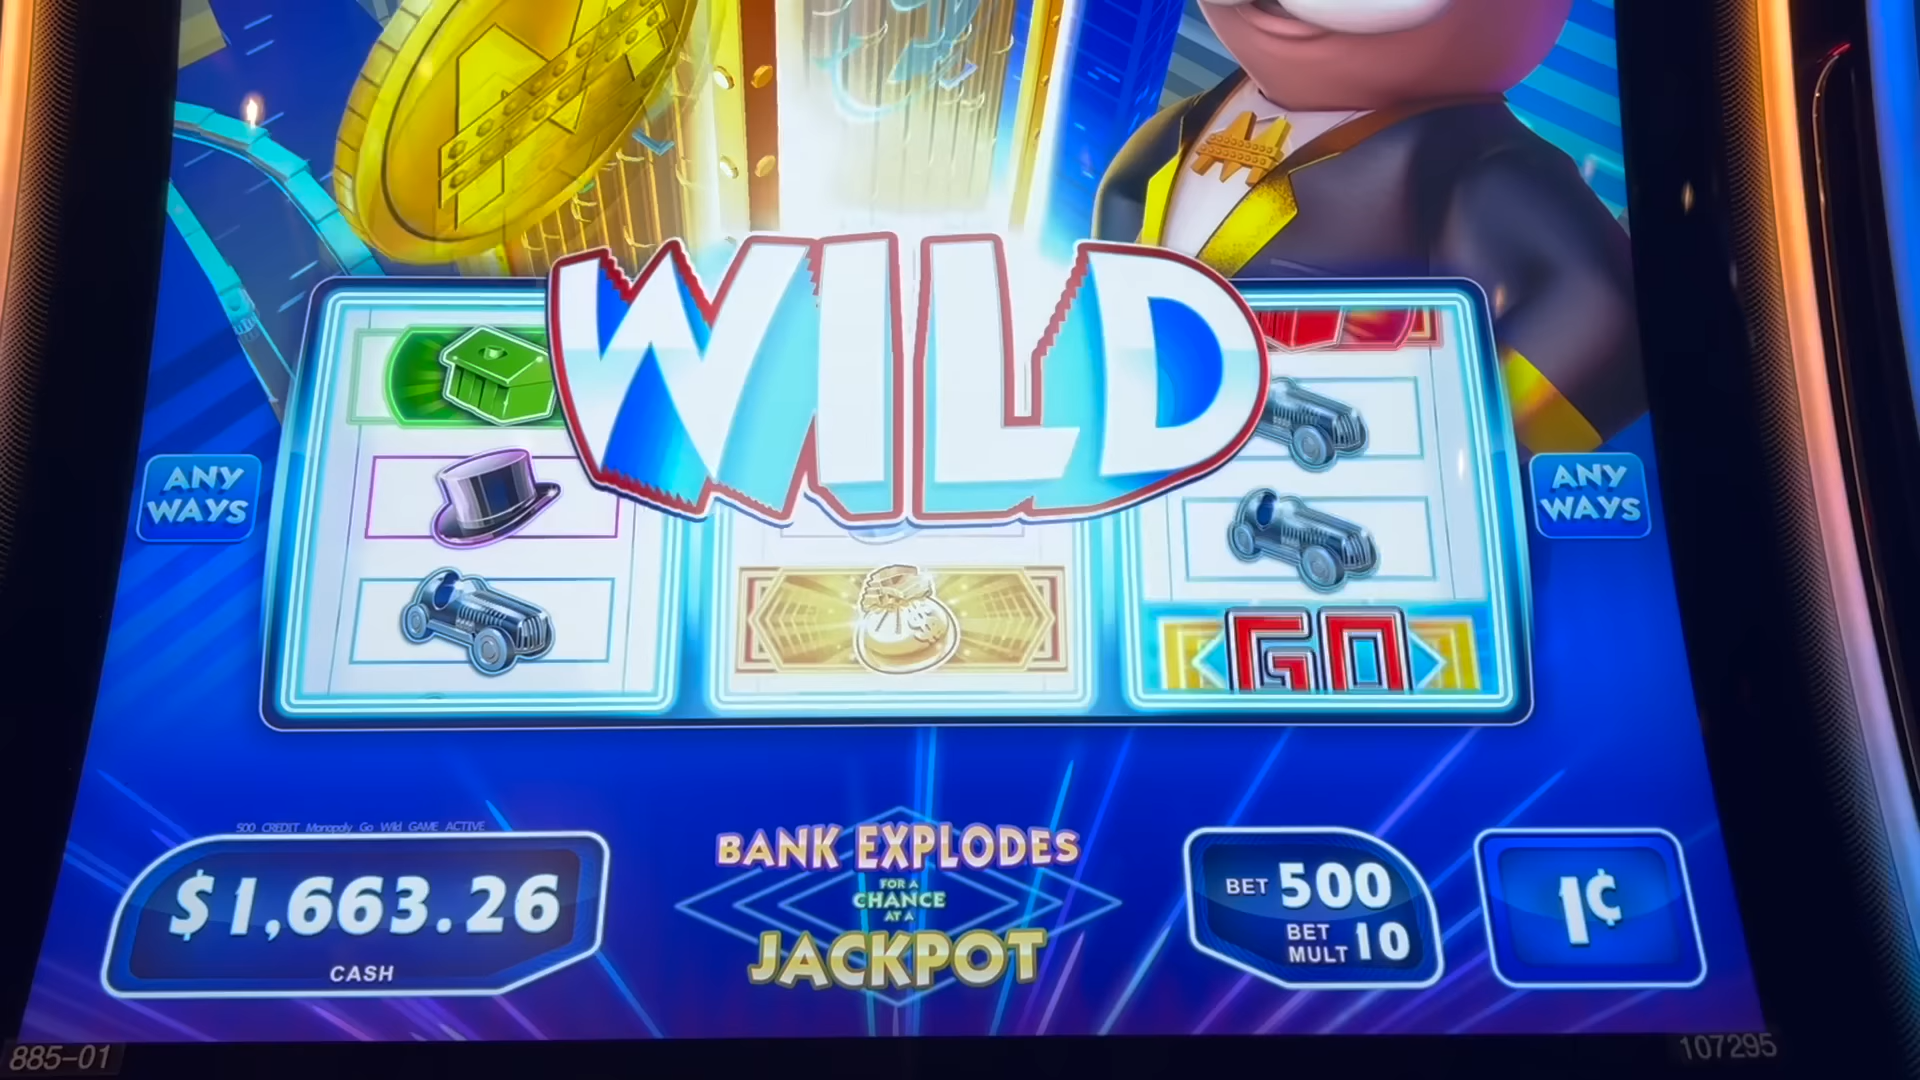 WILD
ANY
WAYS
ANY
WAYS
GO
500 CREDIT Monopoly Go Wild GAME ACTIVE
$1,663.26
CASH
BANK EXPLODES
FOR A
CHANCE
AT A
JACKPOT
BET 500
BET
MULT 10
1¢
885-01
107295